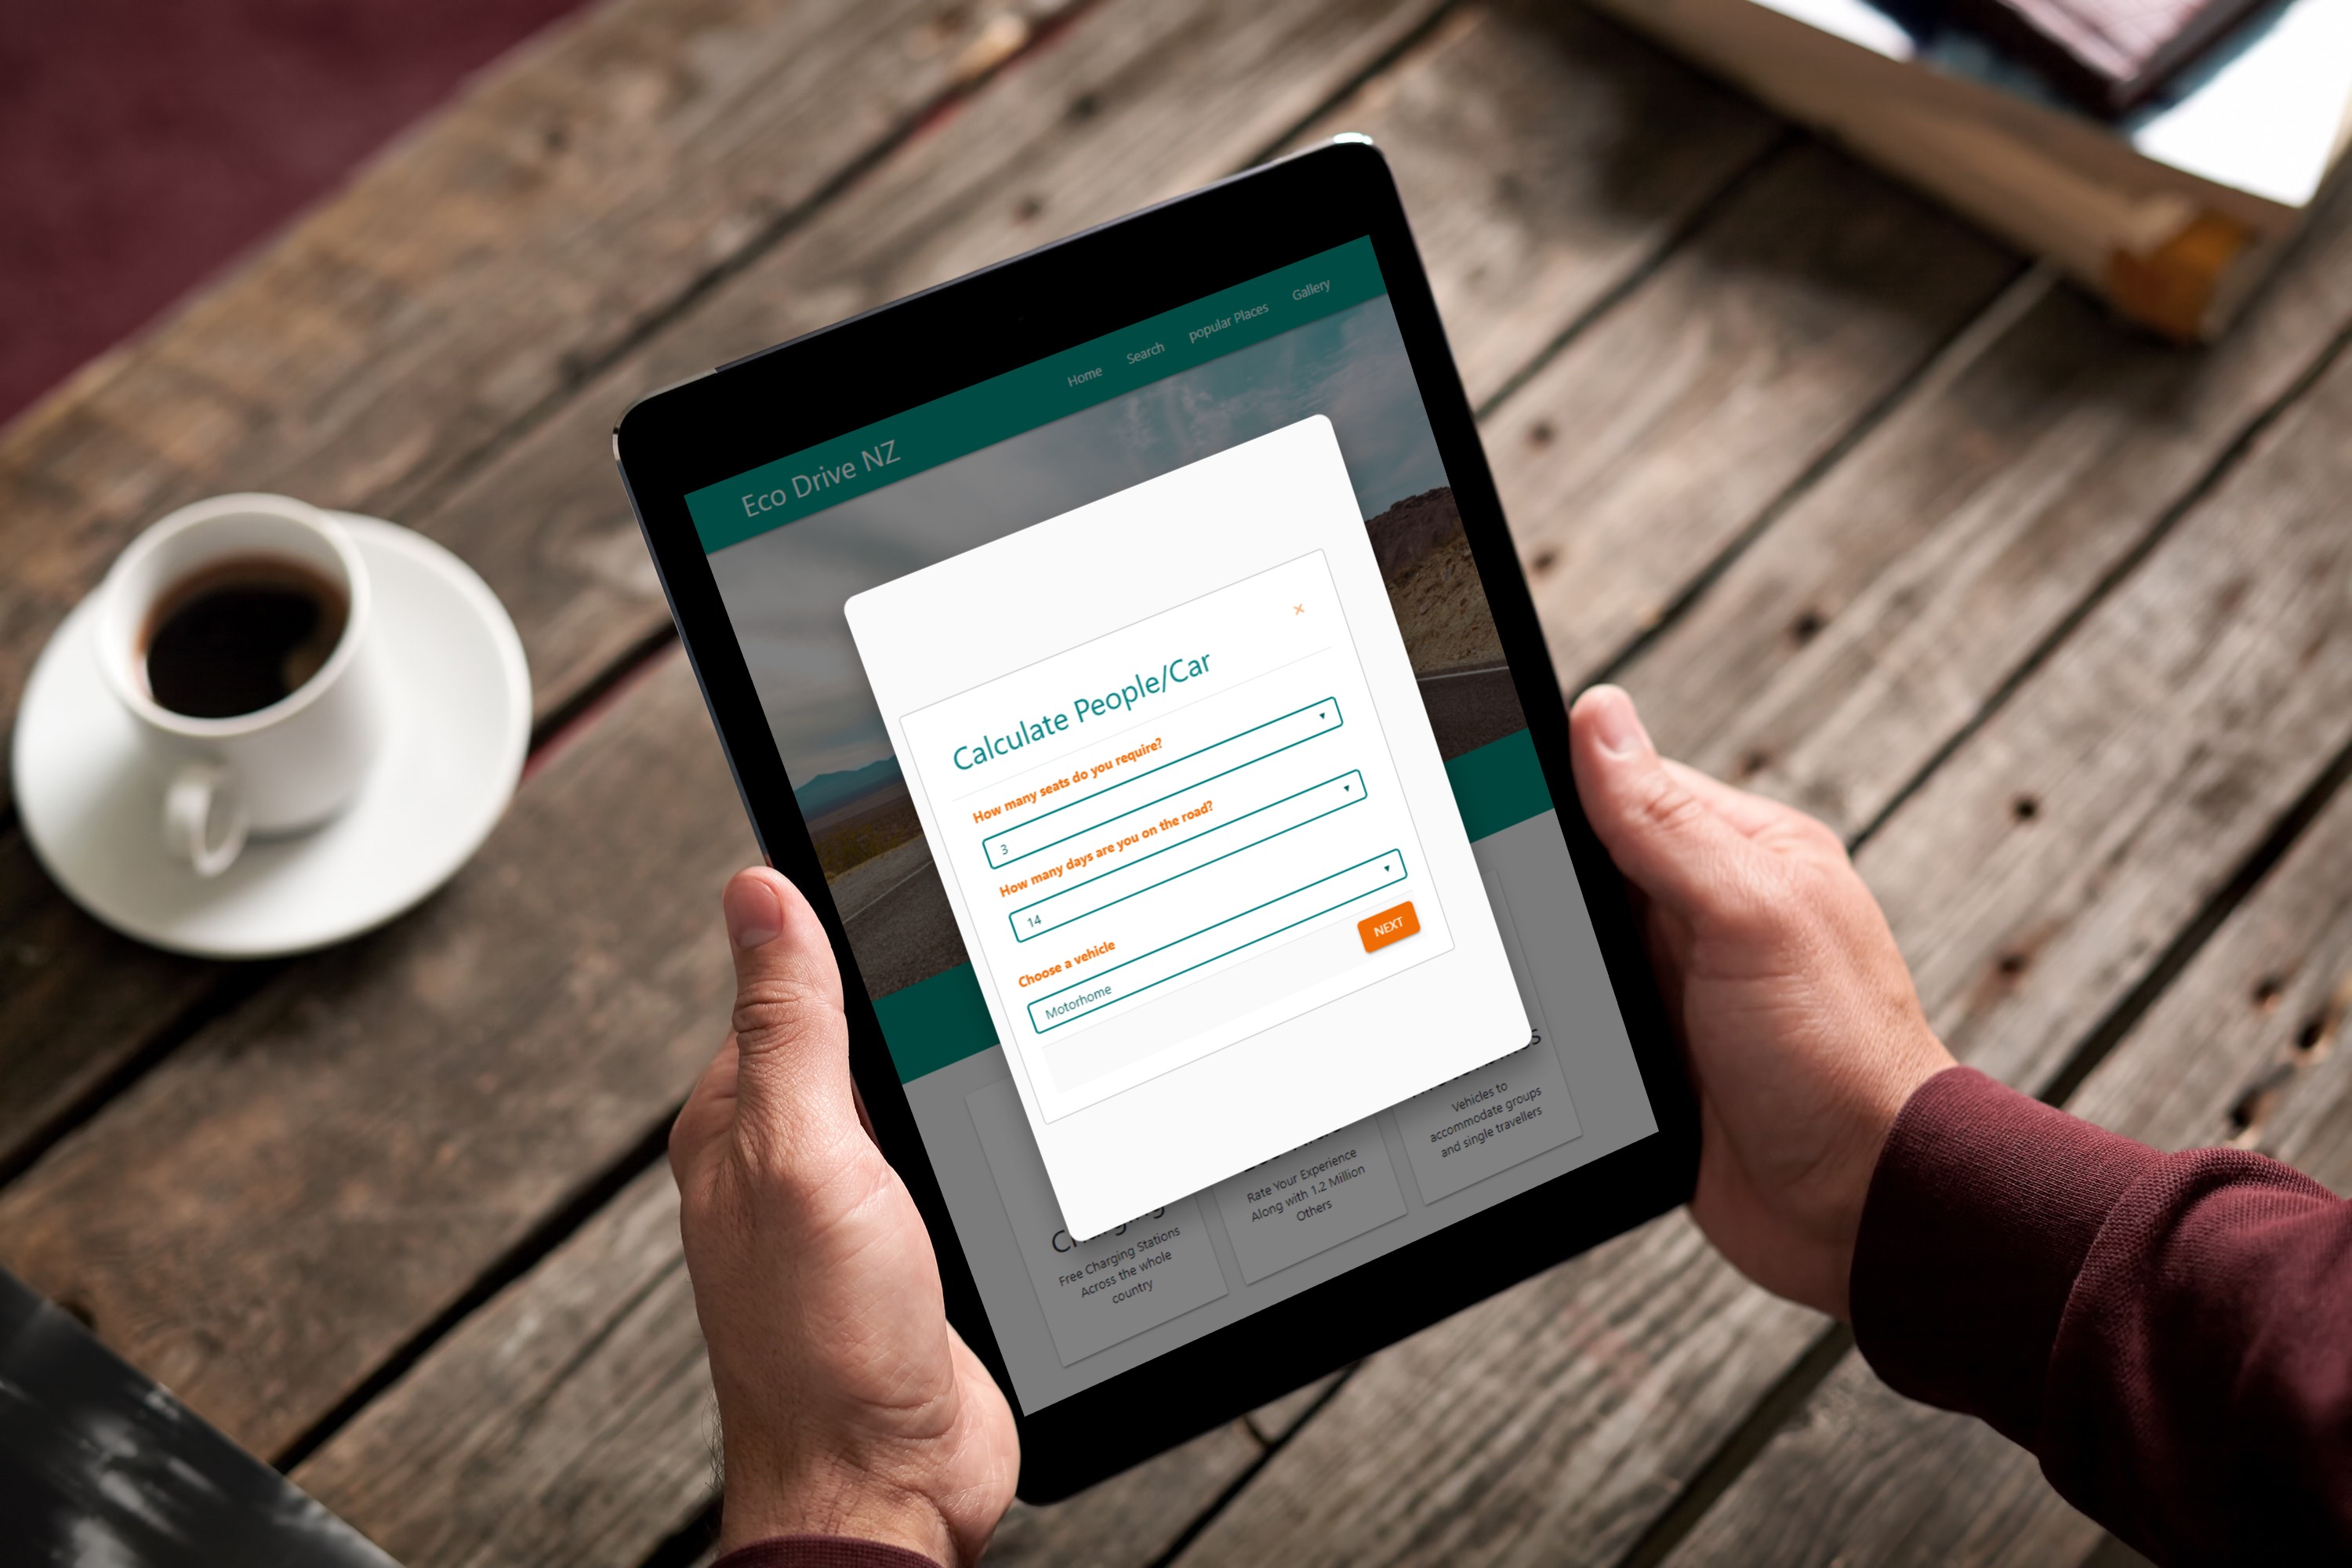 Eco Drive NZ
Home Search popular Places Gallery
×
Calculate People/Car
How many seats do you require?
3
How many days are you on the road?
14
Choose a vehicle
Motorhome
NEXT
Free Charging Stations
Across the whole
country
Rate Your Experience
Along with 1.2 Million
Others
Vehicles to
accommodate groups
and single travellers